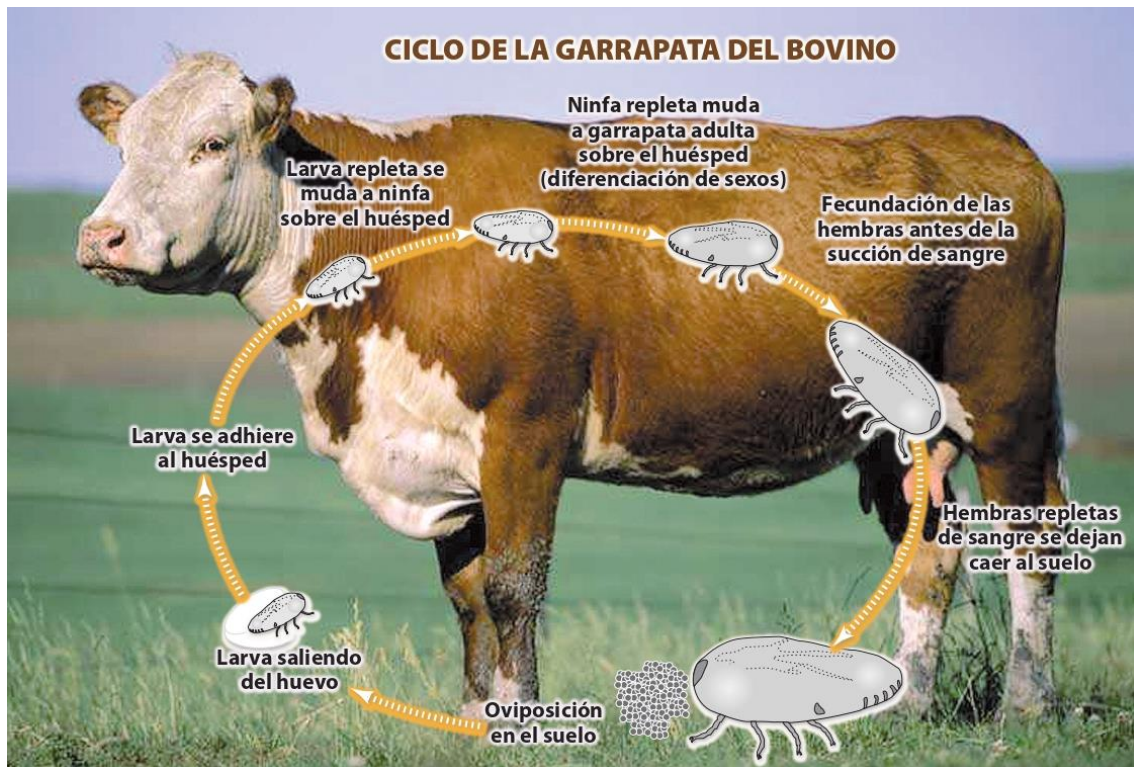 CICLO DE LA GARRAPATA DEL BOVINO
Ninfa repleta muda
a garrapata adulta
sobre el huésped
(diferenciación de sexos)
Larva repleta se
muda a ninfa
sobre el huésped
Fecundación de las
hembras antes de la
succión de sangre
Larva se adhiere
al huésped
Hembras repletas
de sangre se dejan
caer al suelo
Larva saliendo
del huevo
Oviposición
en el suelo